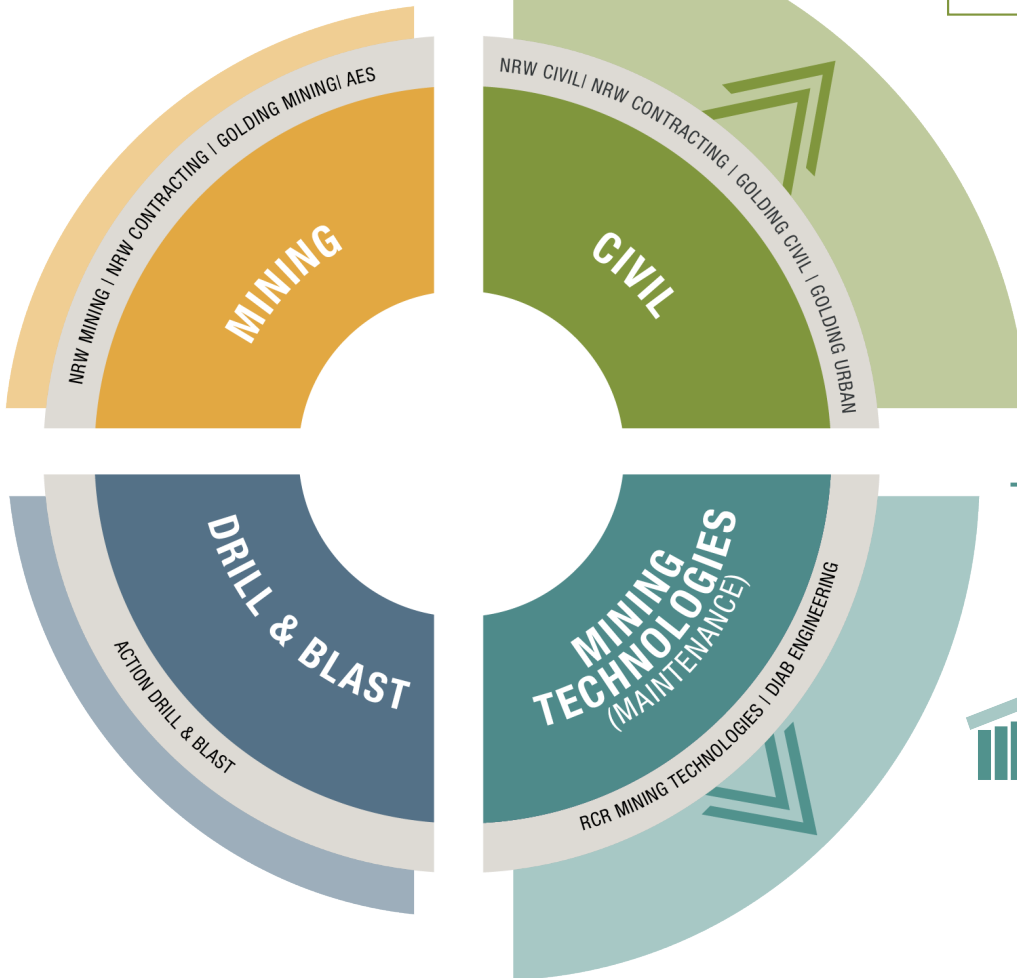 NRW MINING | NRW CONTRACTING | GOLDING MINING| AES
MINING
NRW CIVIL| NRW CONTRACTING | GOLDING CIVIL | GOLDING URBAN
CIVIL
DRILL & BLAST
ACTION DRILL & BLAST
MINING
TECHNOLOGIES
(MAINTENANCE)
RCR MINING TECHNOLOGIES | DIAB ENGINEERING